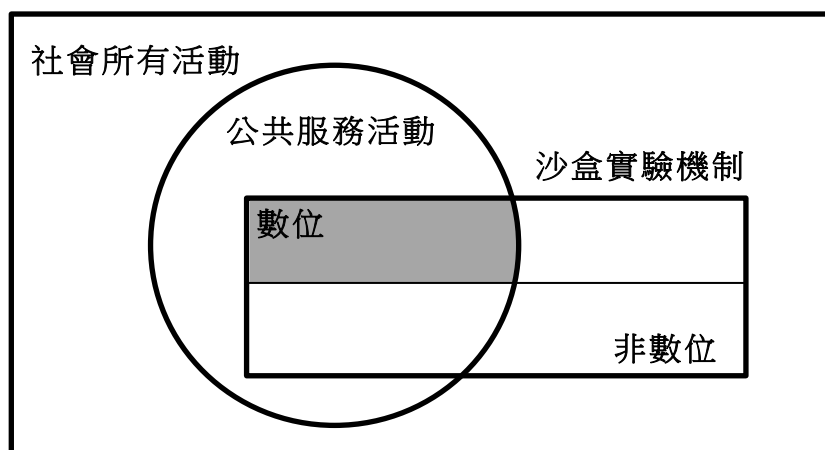 社會所有活動
公共服務活動
沙盒實驗機制
數位
非數位